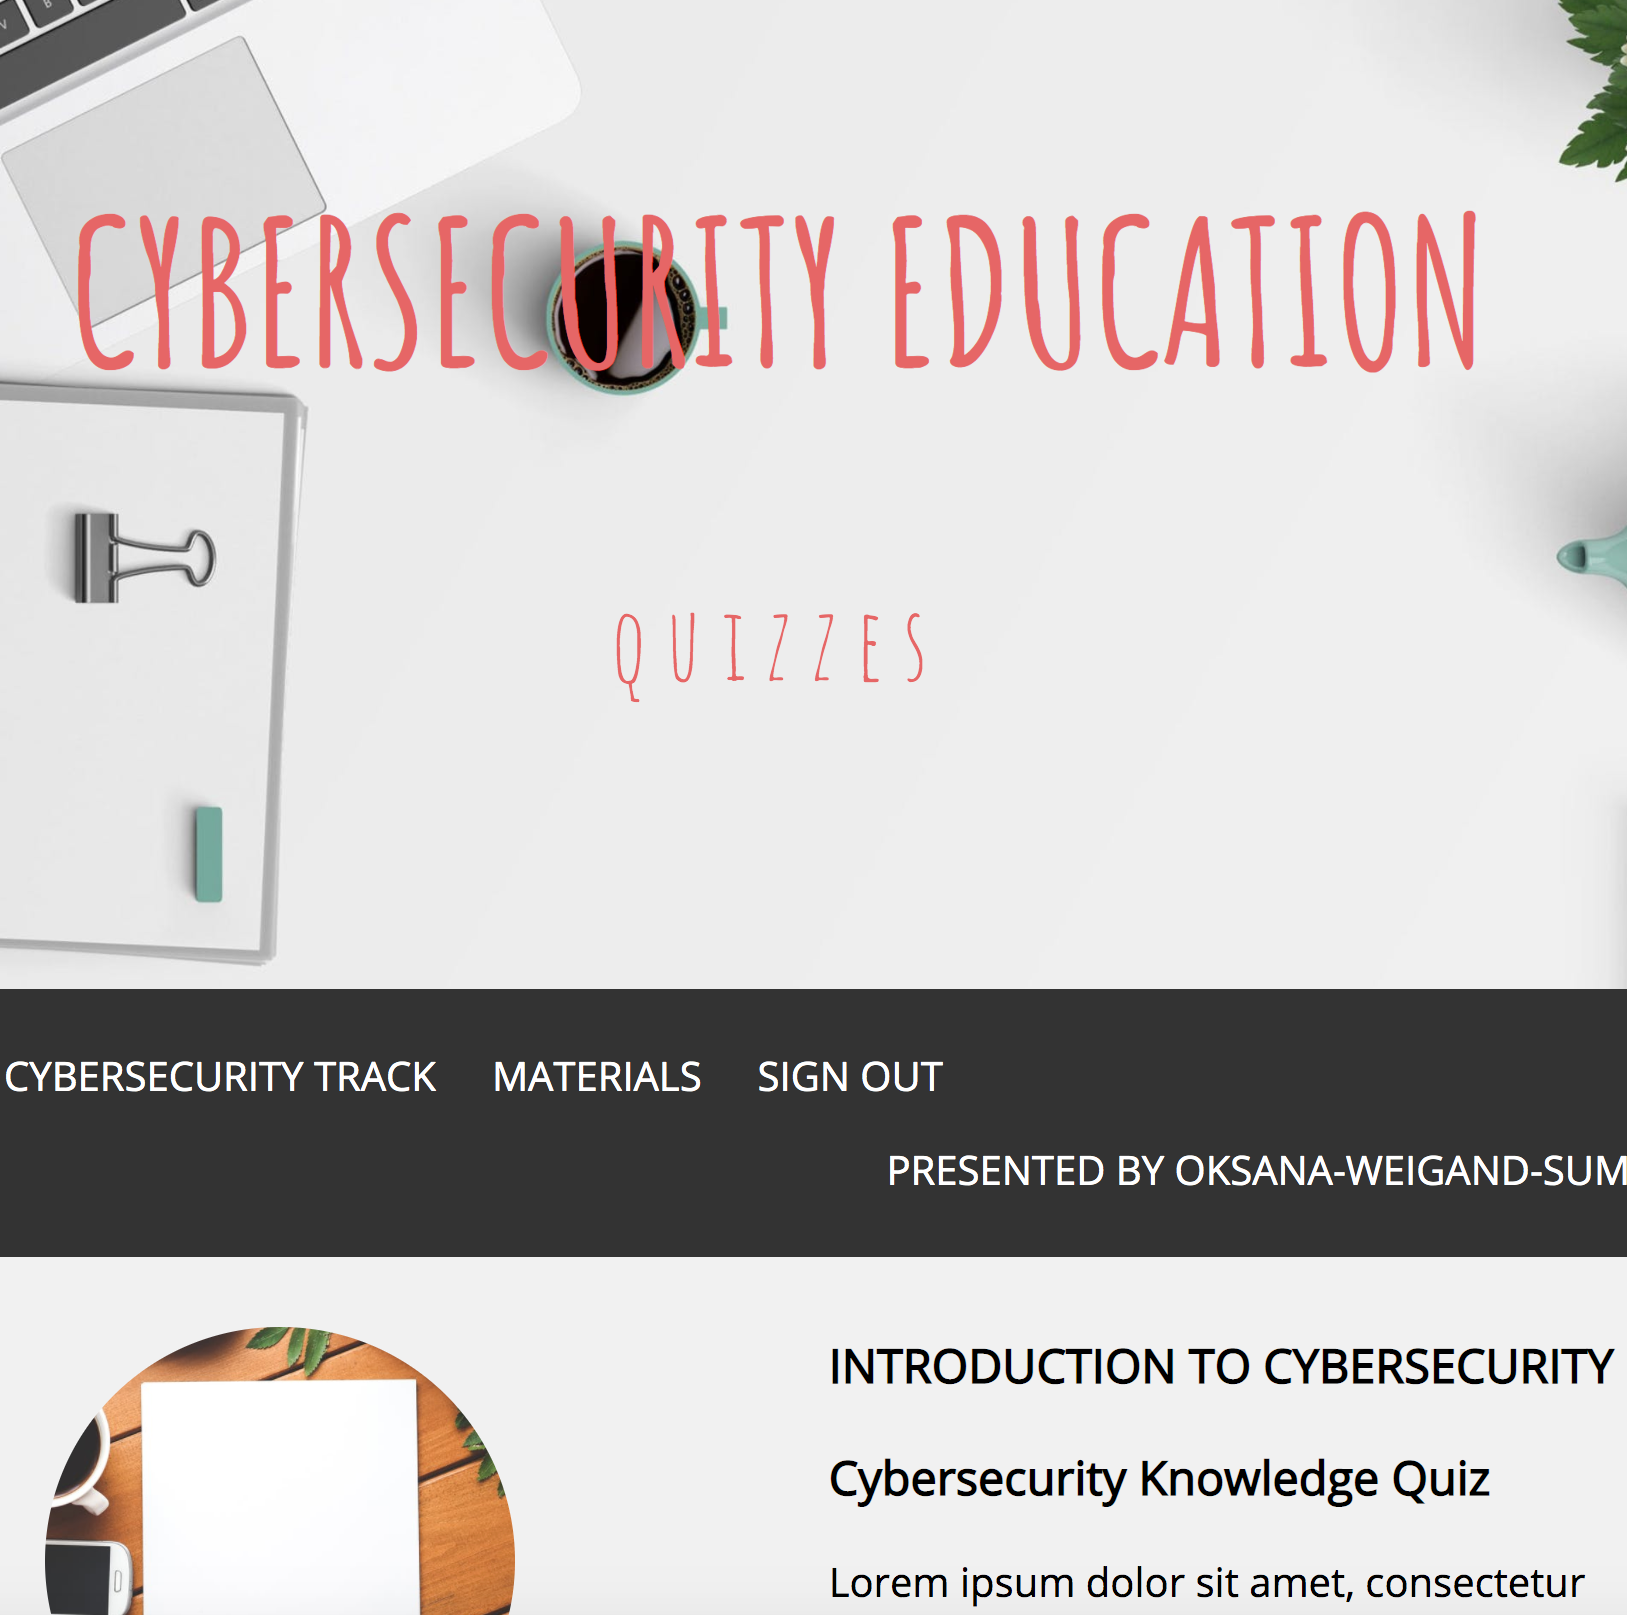 CYBERSECURITY EDUCATION
QUIZZES
CYBERSECURITY TRACK MATERIALS SIGN OUT
PRESENTED BY OKSANA-WEIGAND-SUM
INTRODUCTION TO CYBERSECURITY
Cybersecurity Knowledge Quiz
Lorem ipsum dolor sit amet, consectetur